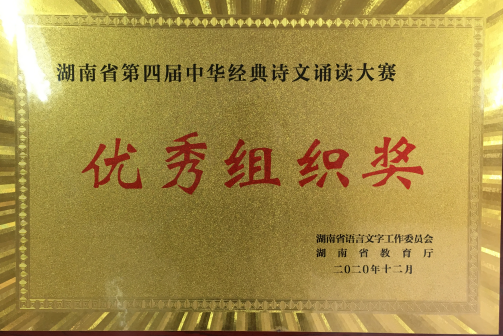 湖南省第四届中华经典诗文诵读大赛
优秀组织奖
湖南省语言文字工作委员会
湖南省教育厅
二〇二〇年十二月